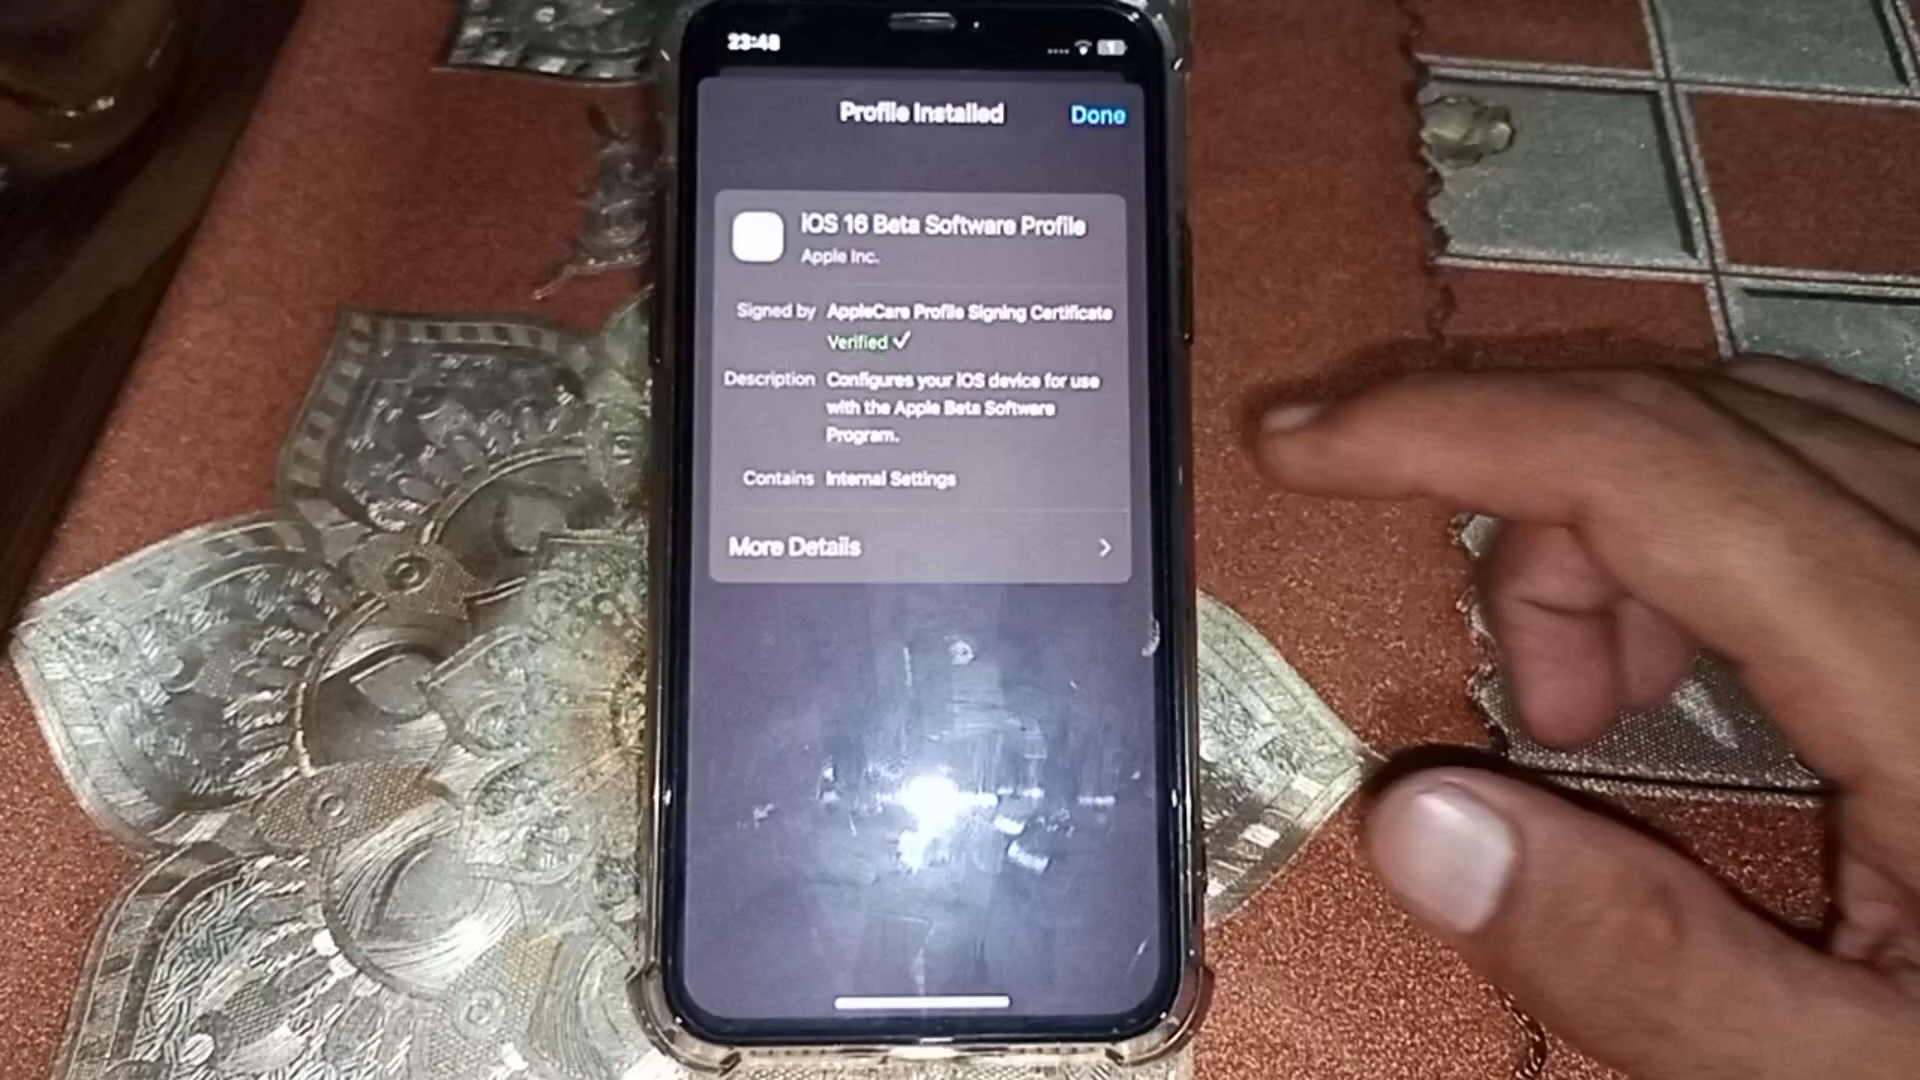 23:48
1
Profile Installed
Done
iOS 16 Beta Software Profile
Apple Inc.
Signed by AppleCare Profile Signing Certificate
Verified ✓
Description Configures your iOS device for use
with the Apple Beta Software
Program.
Contains Internal Settings
More Details